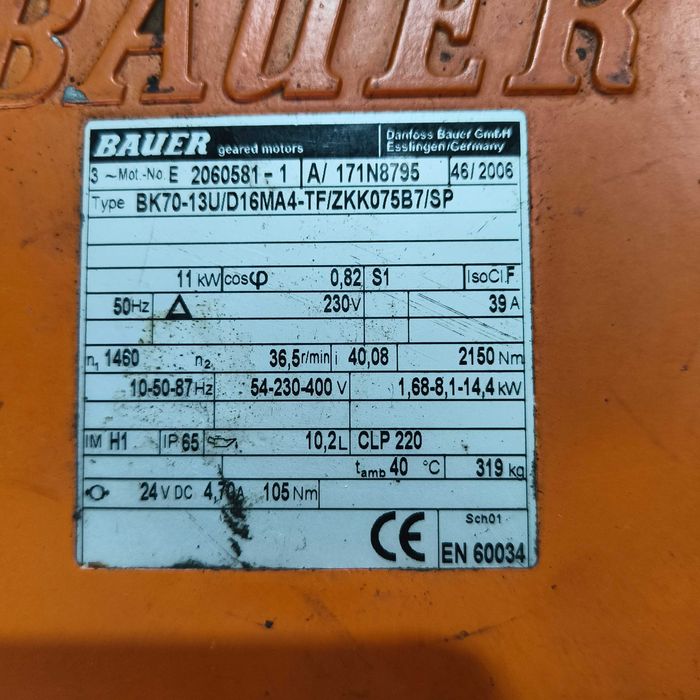 BAUER
BAUER geared motors Danfoss Bauer GmbH
Esslingen/Germany
3 ~Mot.-No. E 2060581-1 A/ 171N8795 46/2006
Type BK70-13U/D16MA4-TF/ZKK075B7/SP
11 kW cosφ 0,82 S1 IsoCl. F
50Hz Δ 230V 39 A
n₁ 1460 n₂ 36,5 r/min i 40,08 2150 Nm
10-50-87 Hz 54-230-400 V 1,68-8,1-14,4 kW
IM H1 IP 65 10,2 L CLP 220
tamb 40 °C 319 kg
24 V DC 4,70A 105 Nm
CE Sch01
EN 60034